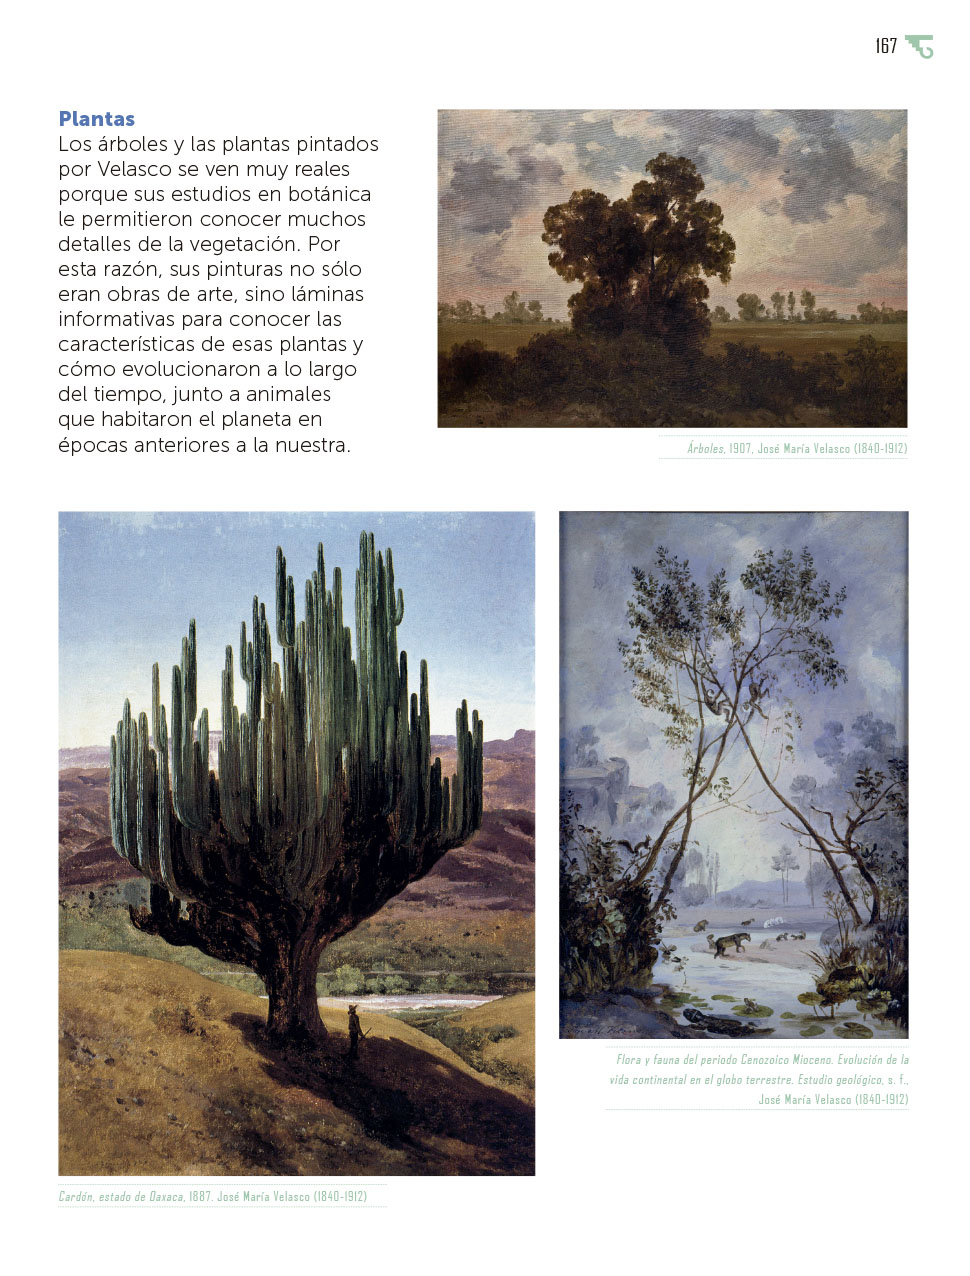 167
Plantas
Los árboles y las plantas pintados
por Velasco se ven muy reales
porque sus estudios en botánica
le permitieron conocer muchos
detalles de la vegetación. Por
esta razón, sus pinturas no sólo
eran obras de arte, sino láminas
informativas para conocer las
características de esas plantas y
cómo evolucionaron a lo largo
del tiempo, junto a animales
que habitaron el planeta en
épocas anteriores a la nuestra.
Árboles, 1907, José María Velasco (1840-1912)
Flora y fauna del periodo Cenozoico Mioceno. Evolución de la
vida continental en el globo terrestre. Estudio geológico, s. f.,
José María Velasco (1840-1912)
Cardón, estado de Oaxaca, 1887. José María Velasco (1840-1912)